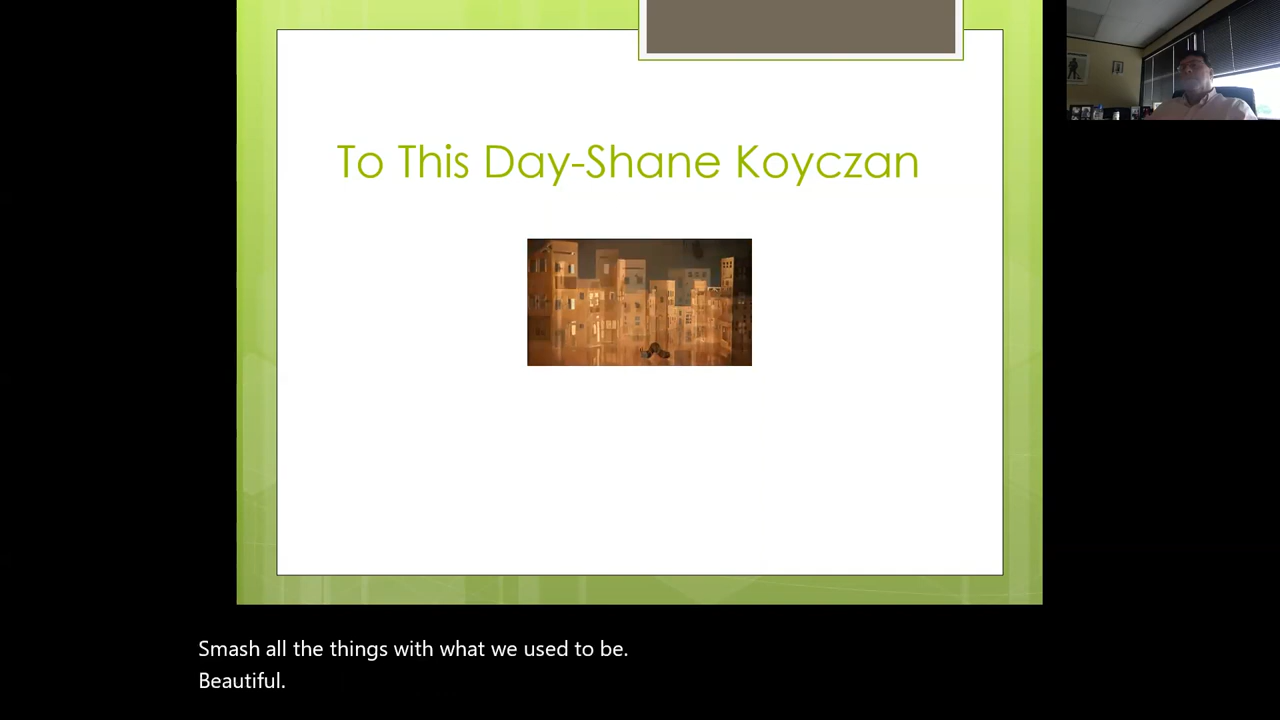 To This Day-Shane Koyczan
Smash all the things with what we used to be.
Beautiful.